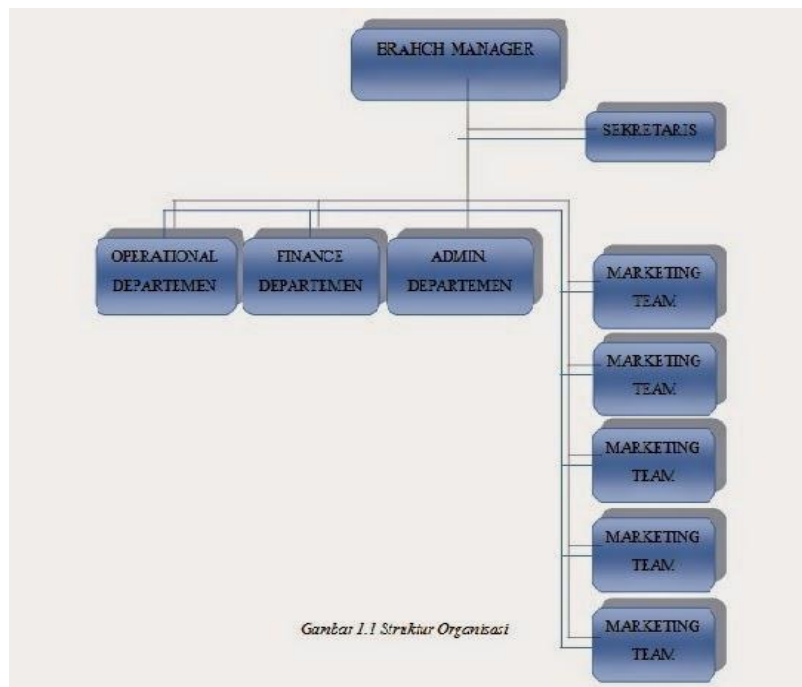 BRAHCH MANAGER
SEKRETARIS
OPERATIONAL
DEPARTEMEN
FINANCE
DEPARTEMEN
ADMIN.
DEPARTEMEN
MARKETING
TEAM
MARKETING
TEAM
MARKETING
TEAM
MARKETING
TEAM
MARKETING
TEAM
Gambar 1.1 Struktur Organisasi